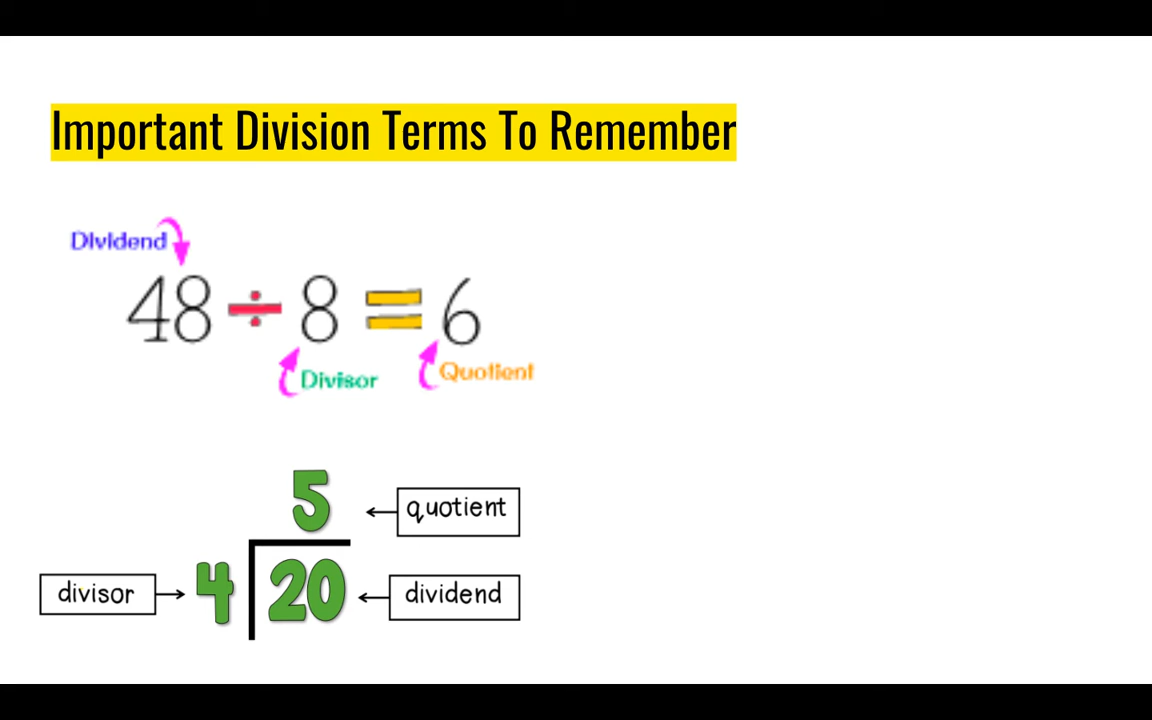 Important Division Terms To Remember
Dividend
48 ÷ 8 = 6
Divisor
Quotient
5
quotient
divisor
4
20
dividend